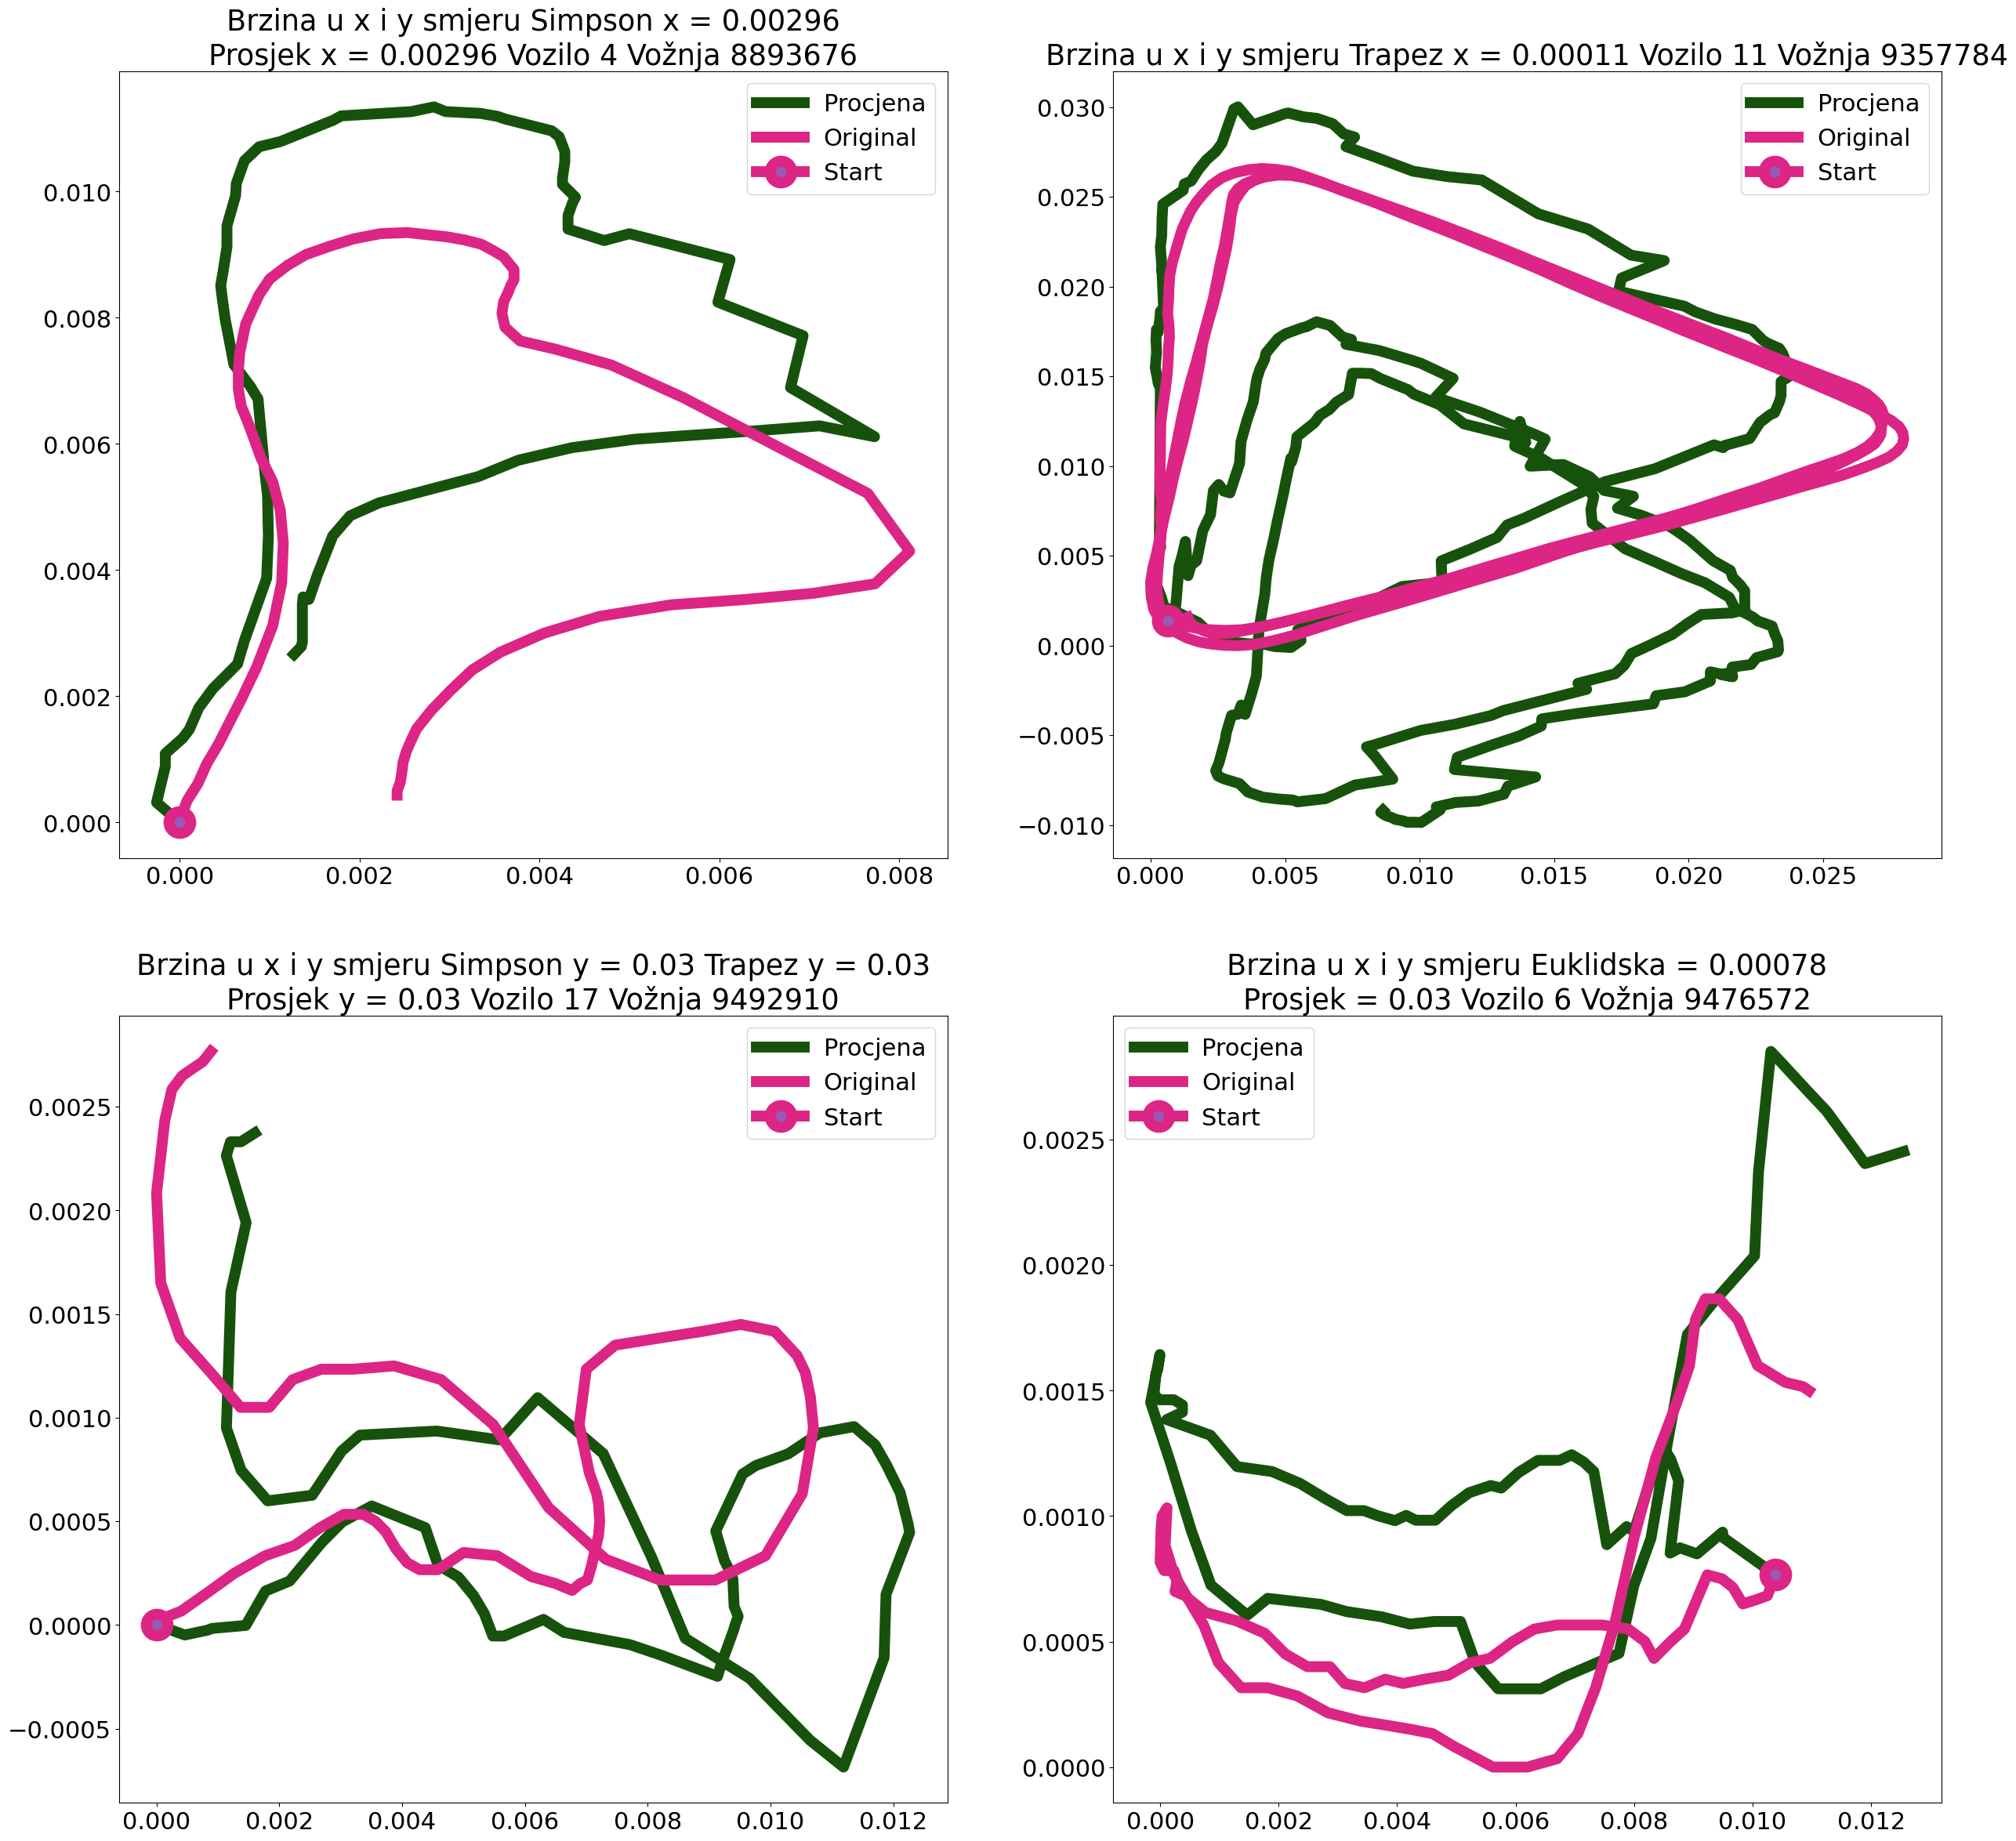 Brzina u x i y smjeru Simpson x = 0.00296
Prosjek x = 0.00296 Vozilo 4 Vožnja 8893676
Procjena
Original
Start
0.010
0.008
0.006
0.004
0.002
0.000
0.000 0.002 0.004 0.006 0.008
Brzina u x i y smjeru Trapez x = 0.00011 Vozilo 11 Vožnja 9357784
Procjena
Original
Start
0.030
0.025
0.020
0.015
0.010
0.005
0.000
−0.005
−0.010
0.000 0.005 0.010 0.015 0.020 0.025
Brzina u x i y smjeru Simpson y = 0.03 Trapez y = 0.03
Prosjek y = 0.03 Vozilo 17 Vožnja 9492910
Procjena
Original
Start
0.0025
0.0020
0.0015
0.0010
0.0005
0.0000
−0.0005
0.000 0.002 0.004 0.006 0.008 0.010 0.012
Brzina u x i y smjeru Euklidska = 0.00078
Prosjek = 0.03 Vozilo 6 Vožnja 9476572
Procjena
Original
Start
0.0025
0.0020
0.0015
0.0010
0.0005
0.0000
0.000 0.002 0.004 0.006 0.008 0.010 0.012